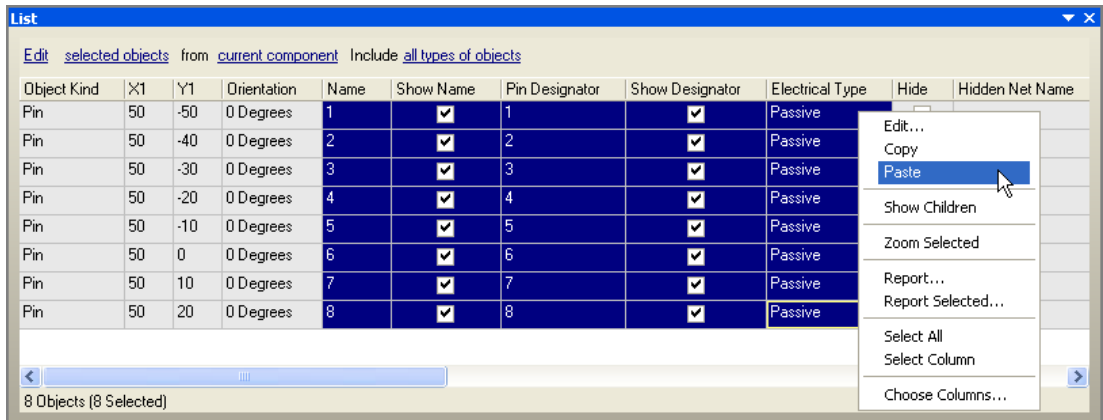 List
Edit selected objects from current component Include all types of objects
Object Kind X1 Y1 Orientation Name Show Name Pin Designator Show Designator Electrical Type Hide Hidden Net Name
Pin 50 -50 0 Degrees 1 1 Passive
Pin 50 -40 0 Degrees 2 2 Passive
Pin 50 -30 0 Degrees 3 3 Passive
Pin 50 -20 0 Degrees 4 4 Passive
Pin 50 -10 0 Degrees 5 5 Passive
Pin 50 0 0 Degrees 6 6 Passive
Pin 50 10 0 Degrees 7 7 Passive
Pin 50 20 0 Degrees 8 8 Passive
Edit...
Copy
Paste
Show Children
Zoom Selected
Report...
Report Selected...
Select All
Select Column
Choose Columns...
8 Objects (8 Selected)